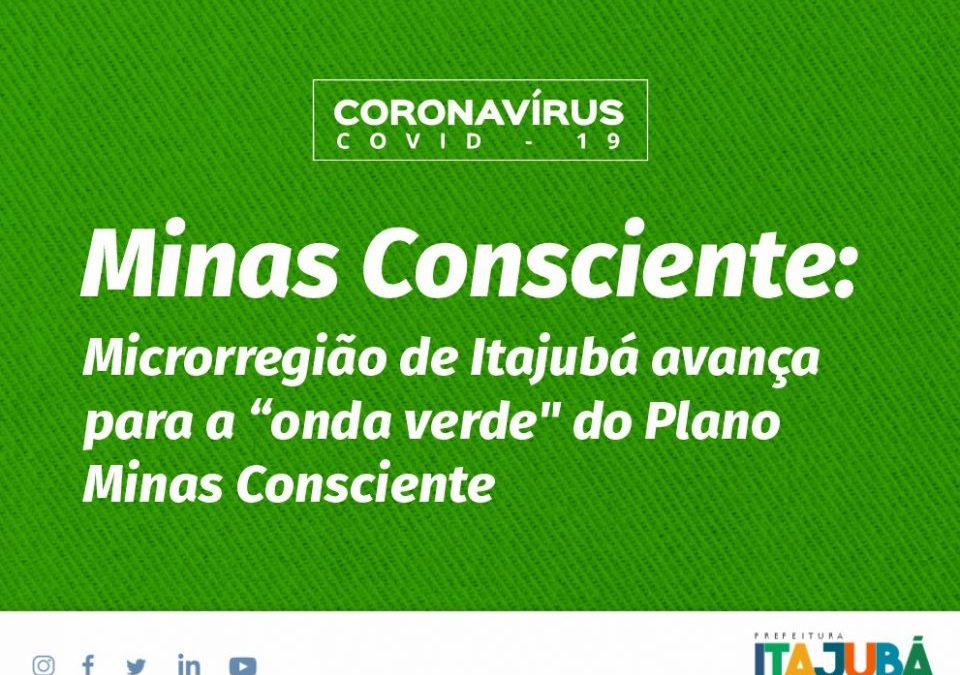 CORONAVÍRUS
COVID - 19
Minas Consciente:
Microrregião de Itajubá avança
para a “onda verde" do Plano
Minas Consciente
PREFEITURA
ITAJUBÁ